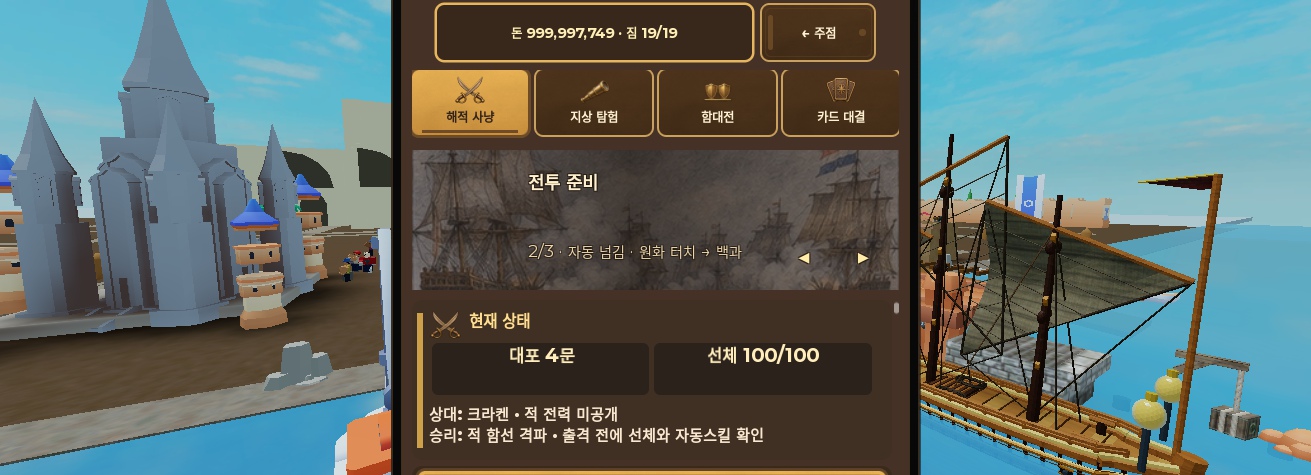 돈 999,997,749 · 짐 19/19
← 주점
해적 사냥
지상 탐험
함대전
카드 대결
전투 준비
2/3 · 자동 넘김 · 원화 터치 → 백과
◀ ▶
현재 상태
대포 4문
선체 100/100
상대: 크라켄 • 적 전력 미공개
승리: 적 함선 격파 • 출격 전에 선체와 자동스킬 확인